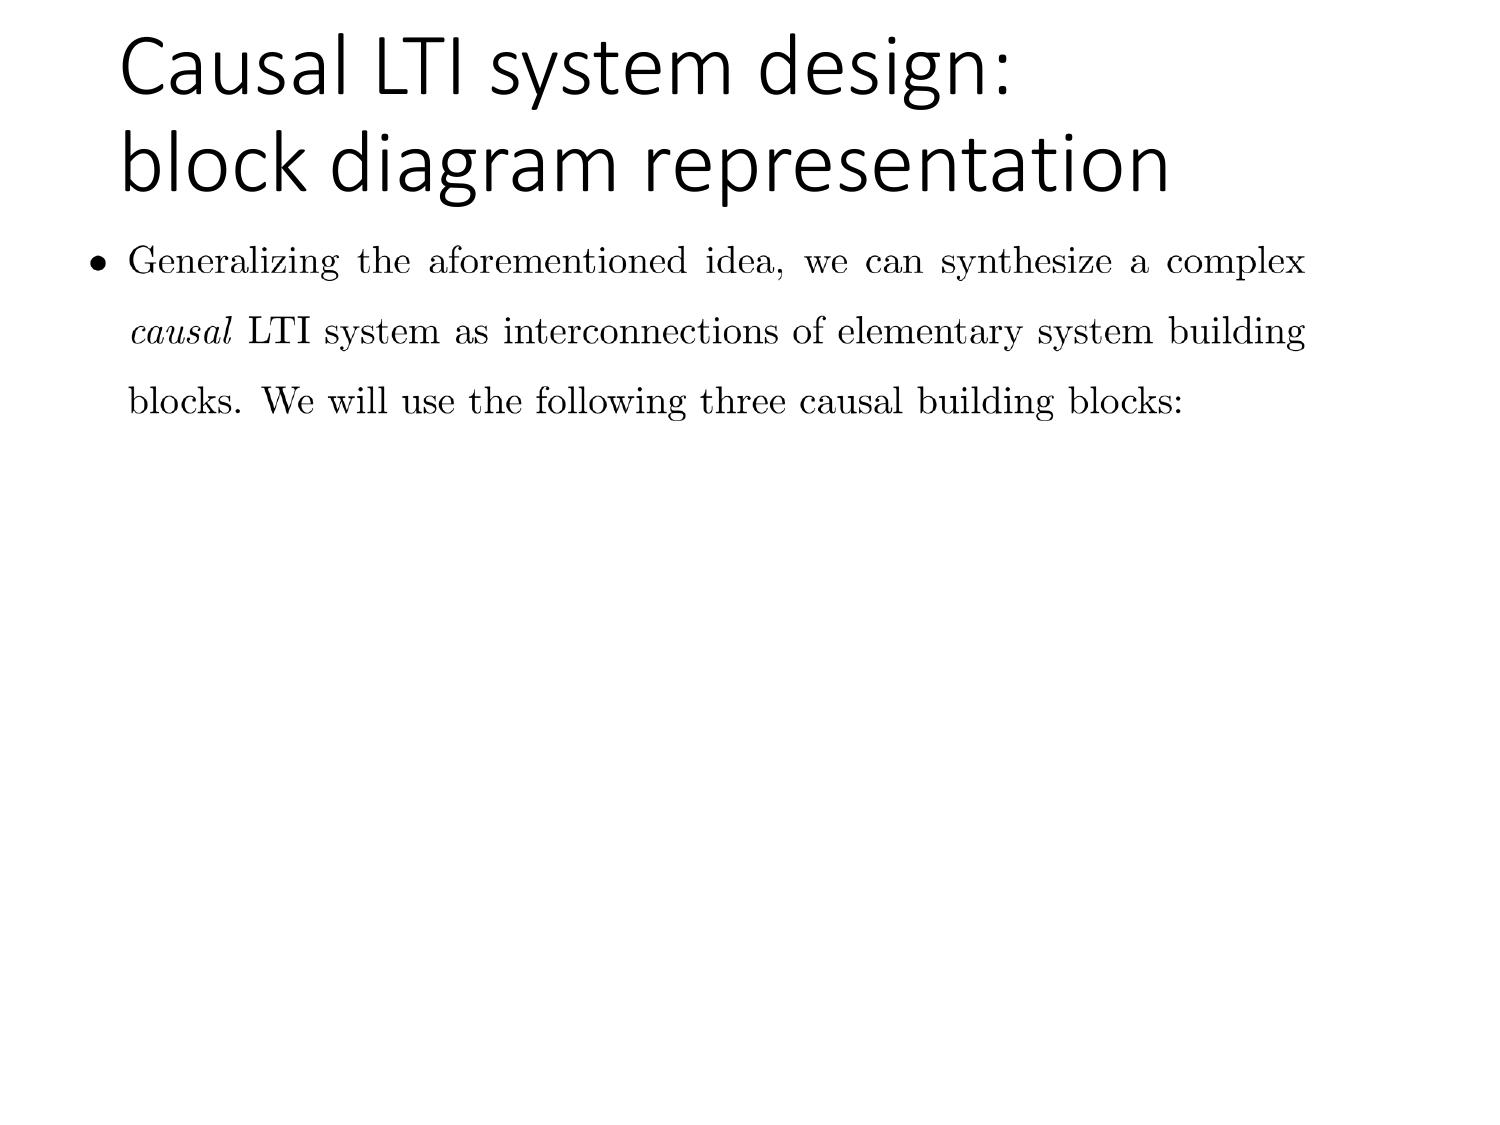 Causal LTI system design:
block diagram representation
• Generalizing the aforementioned idea, we can synthesize a complex
causal LTI system as interconnections of elementary system building
blocks. We will use the following three causal building blocks: